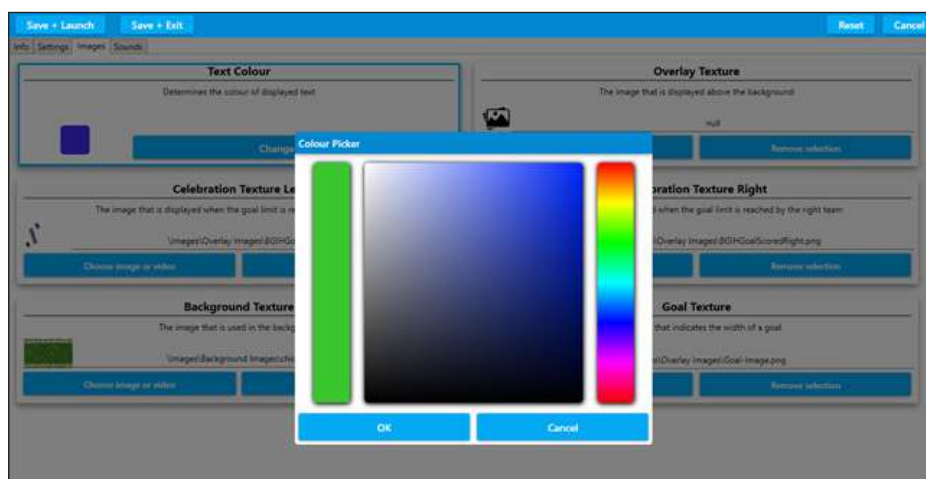 Save + Launch
Save + Exit
Reset
Cancel
Info
Settings
Images
Sounds
Text Colour
Determines the colour of displayed text
Change
Overlay Texture
The image that is displayed above the background
null
Remove selection
Colour Picker
Celebration Texture Le
The image that is displayed when the goal limit is re
\Images\Overlay Images\BGIHGo
Choose image or video
bration Texture Right
when the goal limit is reached by the right team
\Overlay Images\BGIHGoalScoredRight.png
Remove selection
Background Texture
The image that is used in the backg
\Images\Background Images\chi
Choose image or video
Goal Texture
that indicates the width of a goal
\Overlay Images\Goal-Image.png
Remove selection
OK
Cancel